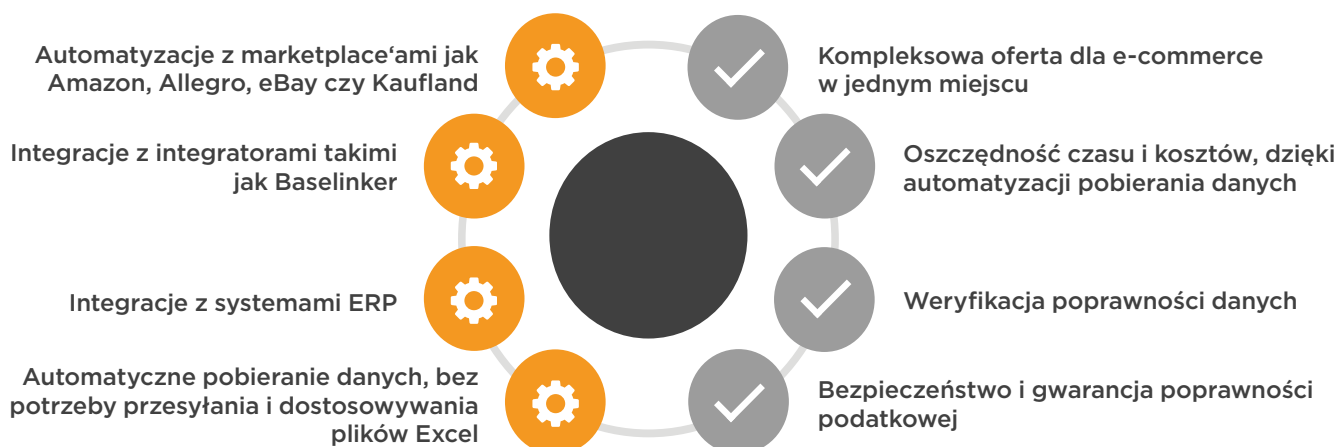 Automatyzacje z marketplace‘ami jak
Amazon, Allegro, eBay czy Kaufland
Integracje z integratorami takimi
jak Baselinker
Integracje z systemami ERP
Automatyczne pobieranie danych, bez
potrzeby przesyłania i dostosowywania
plików Excel
Kompleksowa oferta dla e-commerce
w jednym miejscu
Oszczędność czasu i kosztów, dzięki
automatyzacji pobierania danych
Weryfikacja poprawności danych
Bezpieczeństwo i gwarancja poprawności
podatkowej